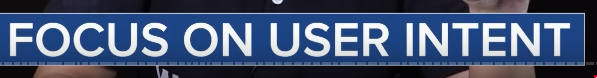 FOCUS ON USER INTENT